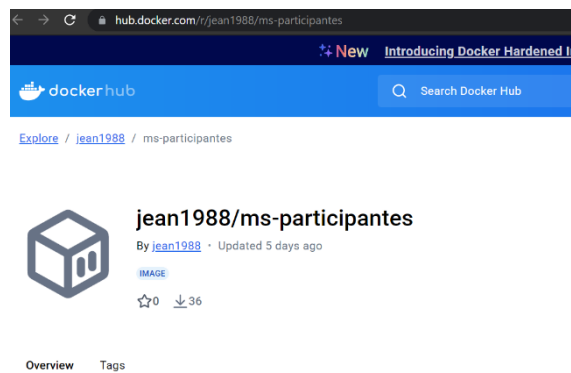 hub.docker.com/r/jean1988/ms-participantes
New Introducing Docker Hardened I
dockerhub Search Docker Hub
Explore / jean1988 / ms-participantes
jean1988/ms-participantes
By jean1988 · Updated 5 days ago
IMAGE
0 36
Overview Tags